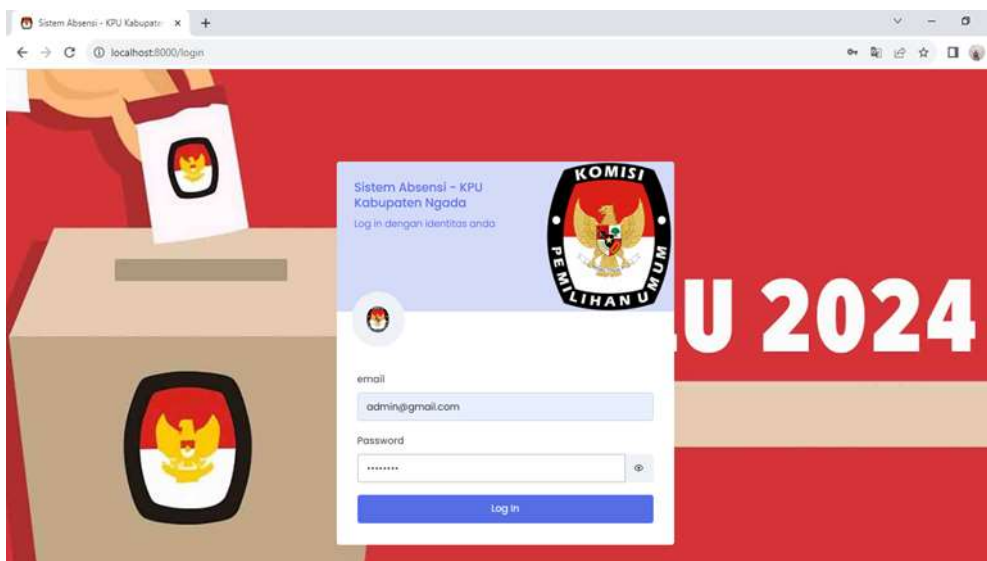 Sistem Absensi - KPU Kabupate
localhost:8000/login
Sistem Absensi - KPU
Kabupaten Ngada
Log in dengan identitas anda
KOMISI
PEMILIHAN UMUM
U 2024
email
admin@gmail.com
Password
Log In